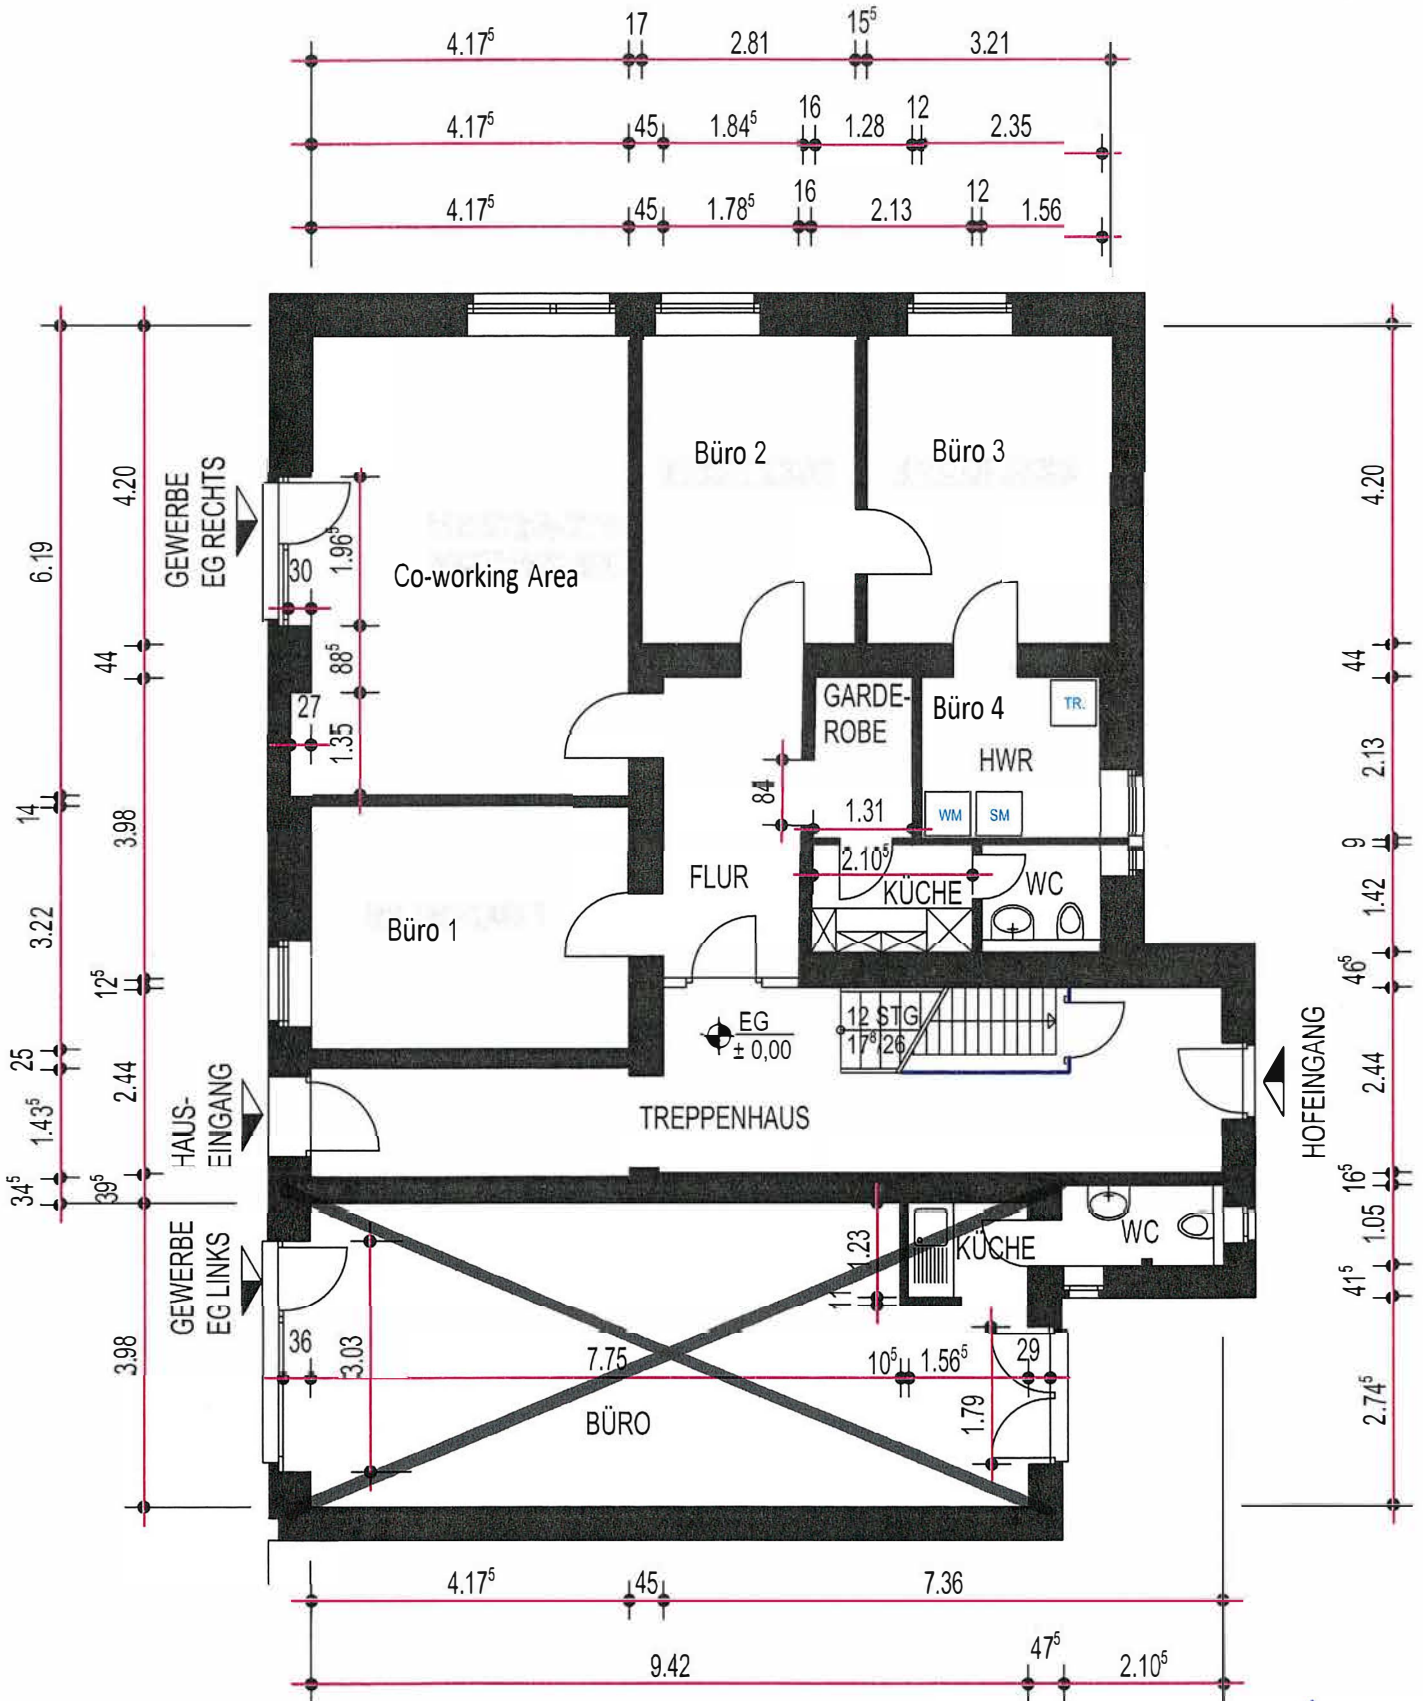 4.17⁵ 17 2.81 15⁵ 3.21
4.17⁵ 45 1.84⁵ 16 1.28 12 2.35
4.17⁵ 45 1.78⁵ 16 2.13 12 1.56
6.19
14
3.22
25
1.43⁵
34⁵
4.20
44
3.98
12⁵
2.44
39⁵
3.98
GEWERBE
EG RECHTS
HAUS-
EINGANG
GEWERBE
EG LINKS
30
1.96⁵
88⁵
27
1.35
Co-working Area
Büro 2
Büro 3
GARDE-
ROBE
Büro 4
TR.
HWR
WM
SM
84
1.31
2.10⁵
FLUR
KÜCHE
WC
Büro 1
EG
± 0,00
12 STG
17⁸/26
TREPPENHAUS
HOFEINGANG
1.23
11
KÜCHE
WC
36
3.03
7.75
10⁵
1.56⁵
29
1.79
BÜRO
4.20
44
2.13
9
1.42
46⁵
2.44
16⁵
1.05
41⁵
2.74⁵
4.17⁵ 45 7.36
9.42 47⁵ 2.10⁵